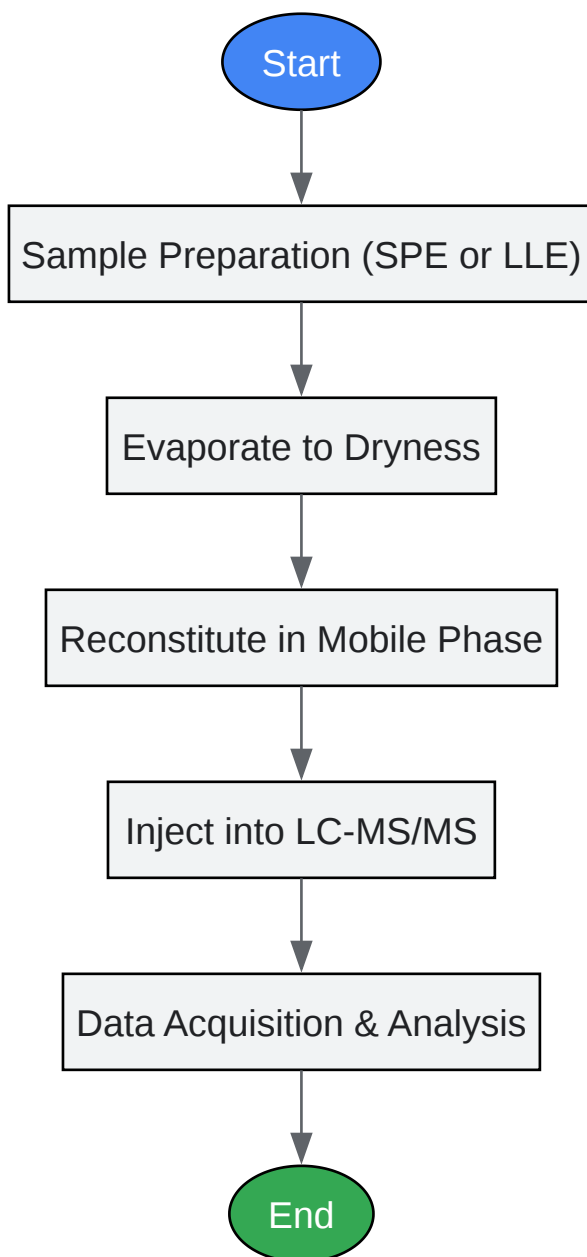 Start
Sample Preparation (SPE or LLE)
Evaporate to Dryness
Reconstitute in Mobile Phase
Inject into LC-MS/MS
Data Acquisition & Analysis
End